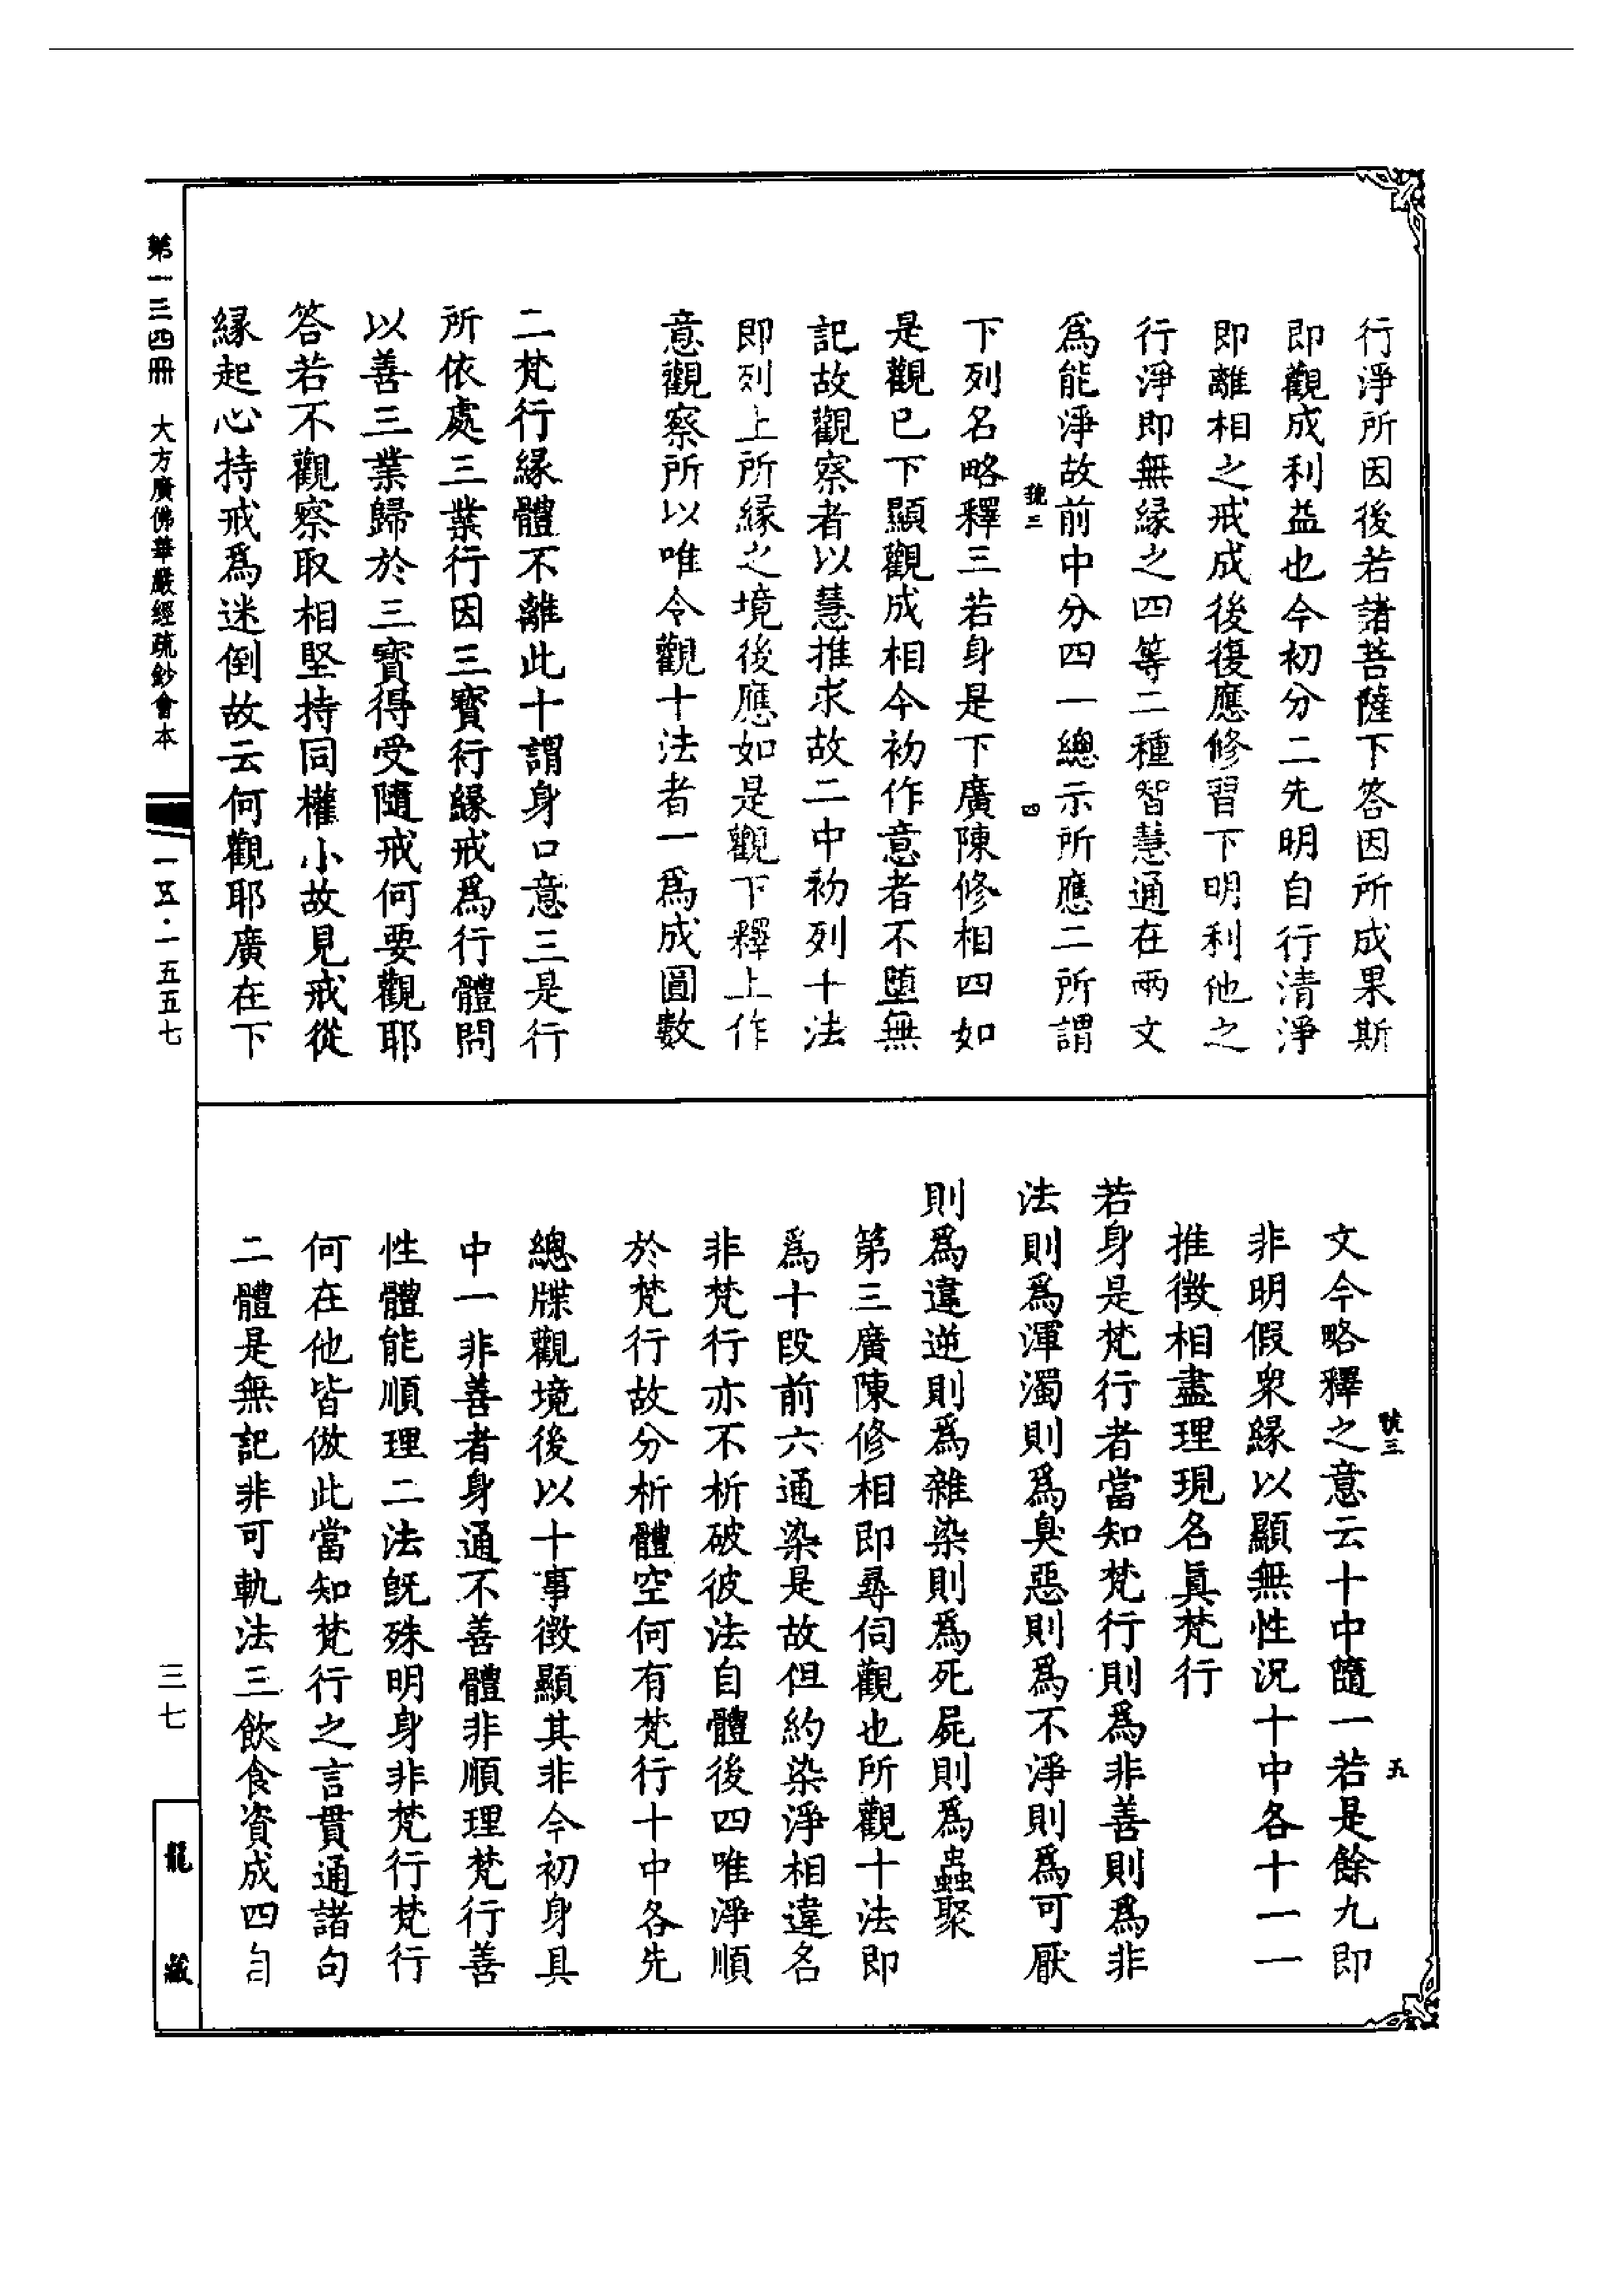 行淨所因後若諸菩薩下答因所成果斯
即觀成利益也今初分二先明自行清淨
即離相之戒成後復應修習下明利他之
行淨即無緣之四等二種智慧通在兩文
爲能淨故前中分四一總示所應二所謂
號三
四
下列名略釋三若身是下廣陳修相四如
是觀已下顯觀成相今初作意者不墮無
記故觀察者以慧推求故二中初列十法
即列上所緣之境後應如是觀下釋上作
意觀察所以唯令觀十法者一爲成圓數
二梵行緣體不離此十謂身口意三是行
所依處三業行因三寶行緣戒爲行體問
以善三業歸於三寶得受隨戒何要觀耶
答若不觀察取相堅持同權小故見戒從
緣起心持戒爲迷倒故云何觀耶廣在下
號三
五
文今略釋之意云十中隨一若是餘九即
非明假衆緣以顯無性況十中各十一一
推徵相盡理現名眞梵行
若身是梵行者當知梵行則爲非善則爲非
法則爲渾濁則爲臭惡則爲不淨則爲可厭
則爲違逆則爲雜染則爲死屍則爲蟲聚
第三廣陳修相即尋伺觀也所觀十法即
爲十段前六通染是故但約染淨相違名
非梵行亦不析破彼法自體後四唯淨順
於梵行故分析體空何有梵行十中各先
總牒觀境後以十事徵顯其非今初身具
中一非善者身通不善體非順理梵行善
性體能順理二法既殊明身非梵行梵行
何在他皆倣此當知梵行之言貫通諸句
二體是無記非可軌法三飲食資成四自
第一三四冊 大方廣佛華嚴經疏鈔會本
一五·一五五七
三七
龍藏